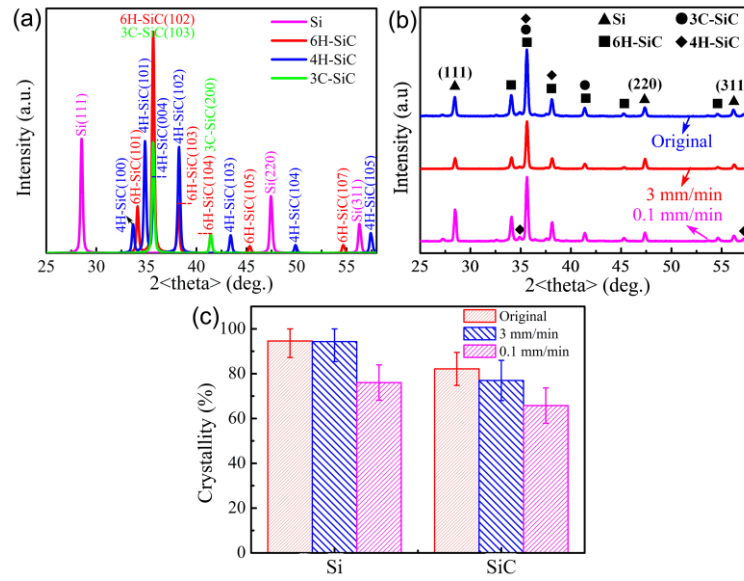 (a)
6H-SiC(102)
3C-SiC(103)
Si
6H-SiC
4H-SiC
3C-SiC
Si(111)
4H-SiC(100)
6H-SiC(101)
4H-SiC(101)
4H-SiC(004)
4H-SiC(102)
6H-SiC(103)
6H-SiC(104)
3C-SiC(200)
4H-SiC(103)
6H-SiC(105)
Si(220)
4H-SiC(104)
6H-SiC(107)
Si(311)
4H-SiC(105)
Intensity (a.u.)
25 30 35 40 45 50 55
2<theta> (deg.)
(b)
Si 3C-SiC
6H-SiC 4H-SiC
(111)
(220)
(311
Original
3 mm/min
0.1 mm/min
Intensity (a.u.)
25 30 35 40 45 50 55
2<theta> (deg.)
(c)
Original
3 mm/min
0.1 mm/min
100
80
60
40
20
0
Crystallity (%)
Si SiC